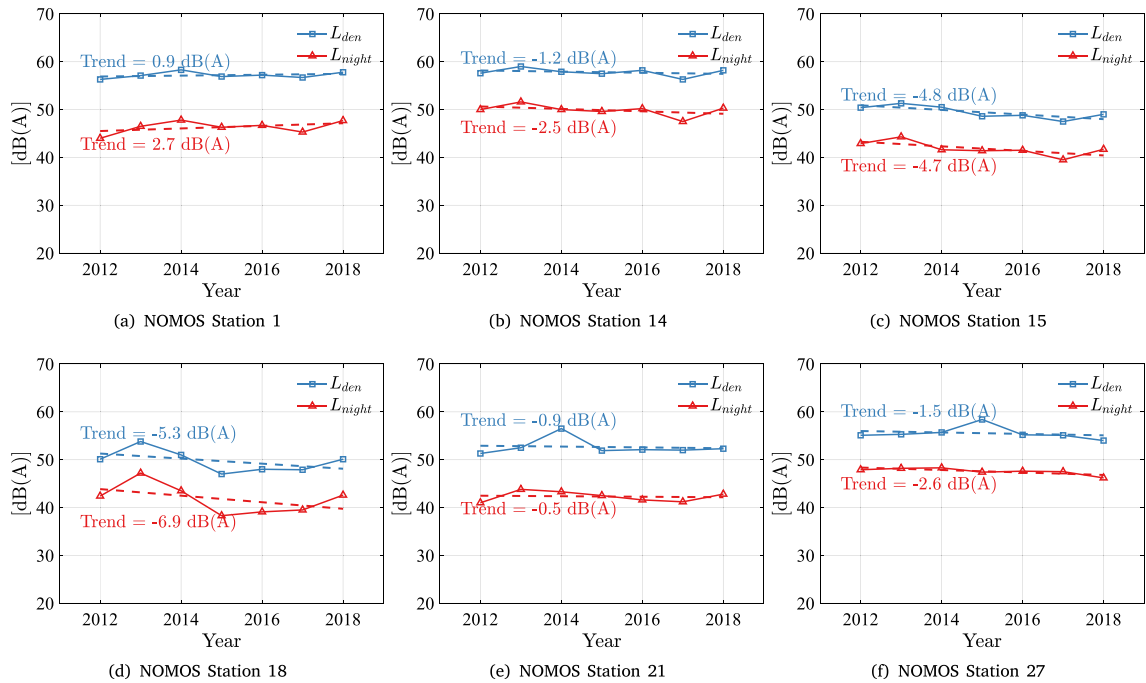 70
60
50
40
30
20
[dB(A)]
L_den
L_night
Trend = 0.9 dB(A)
Trend = 2.7 dB(A)
2012 2014 2016 2018
Year
(a) NOMOS Station 1
70
60
50
40
30
20
[dB(A)]
L_den
L_night
Trend = -1.2 dB(A)
Trend = -2.5 dB(A)
2012 2014 2016 2018
Year
(b) NOMOS Station 14
70
60
50
40
30
20
[dB(A)]
L_den
L_night
Trend = -4.8 dB(A)
Trend = -4.7 dB(A)
2012 2014 2016 2018
Year
(c) NOMOS Station 15
70
60
50
40
30
20
[dB(A)]
L_den
L_night
Trend = -5.3 dB(A)
Trend = -6.9 dB(A)
2012 2014 2016 2018
Year
(d) NOMOS Station 18
70
60
50
40
30
20
[dB(A)]
L_den
L_night
Trend = -0.9 dB(A)
Trend = -0.5 dB(A)
2012 2014 2016 2018
Year
(e) NOMOS Station 21
70
60
50
40
30
20
[dB(A)]
L_den
L_night
Trend = -1.5 dB(A)
Trend = -2.6 dB(A)
2012 2014 2016 2018
Year
(f) NOMOS Station 27